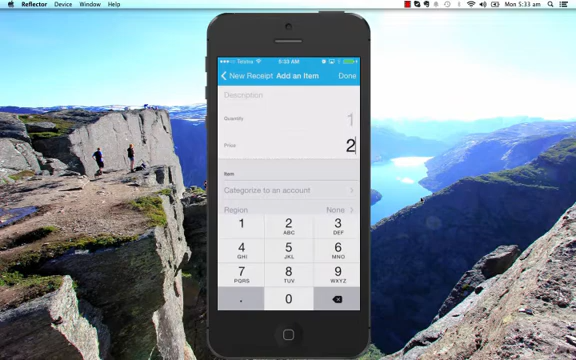 Reflector Device Window Help
Mon 5:33 am
Telstra 5:33 AM
New Receipt Add an Item Done
Description
Quantity 1
Price 2
Item
Categorize to an account
Region None
1 2 3
ABC DEF
4 5 6
GHI JKL MNO
7 8 9
PQRS TUV WXYZ
. 0